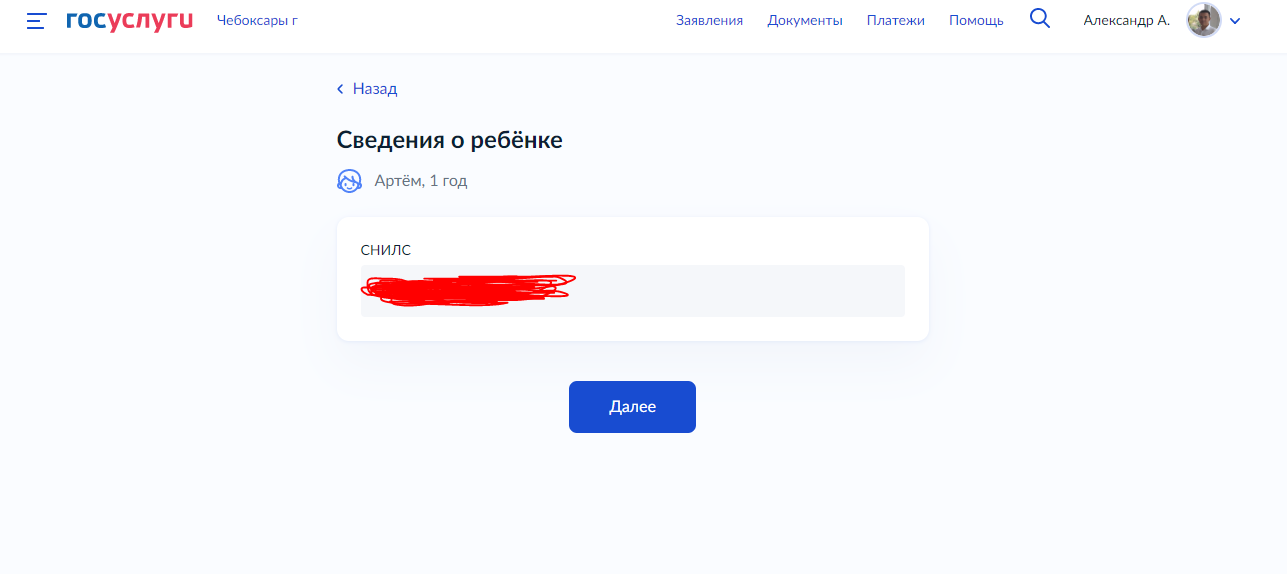 госуслуги Чебоксары г Заявления Документы Платежи Помощь Александр А.
Назад
Сведения о ребёнке
Артём, 1 год
СНИЛС
Далее